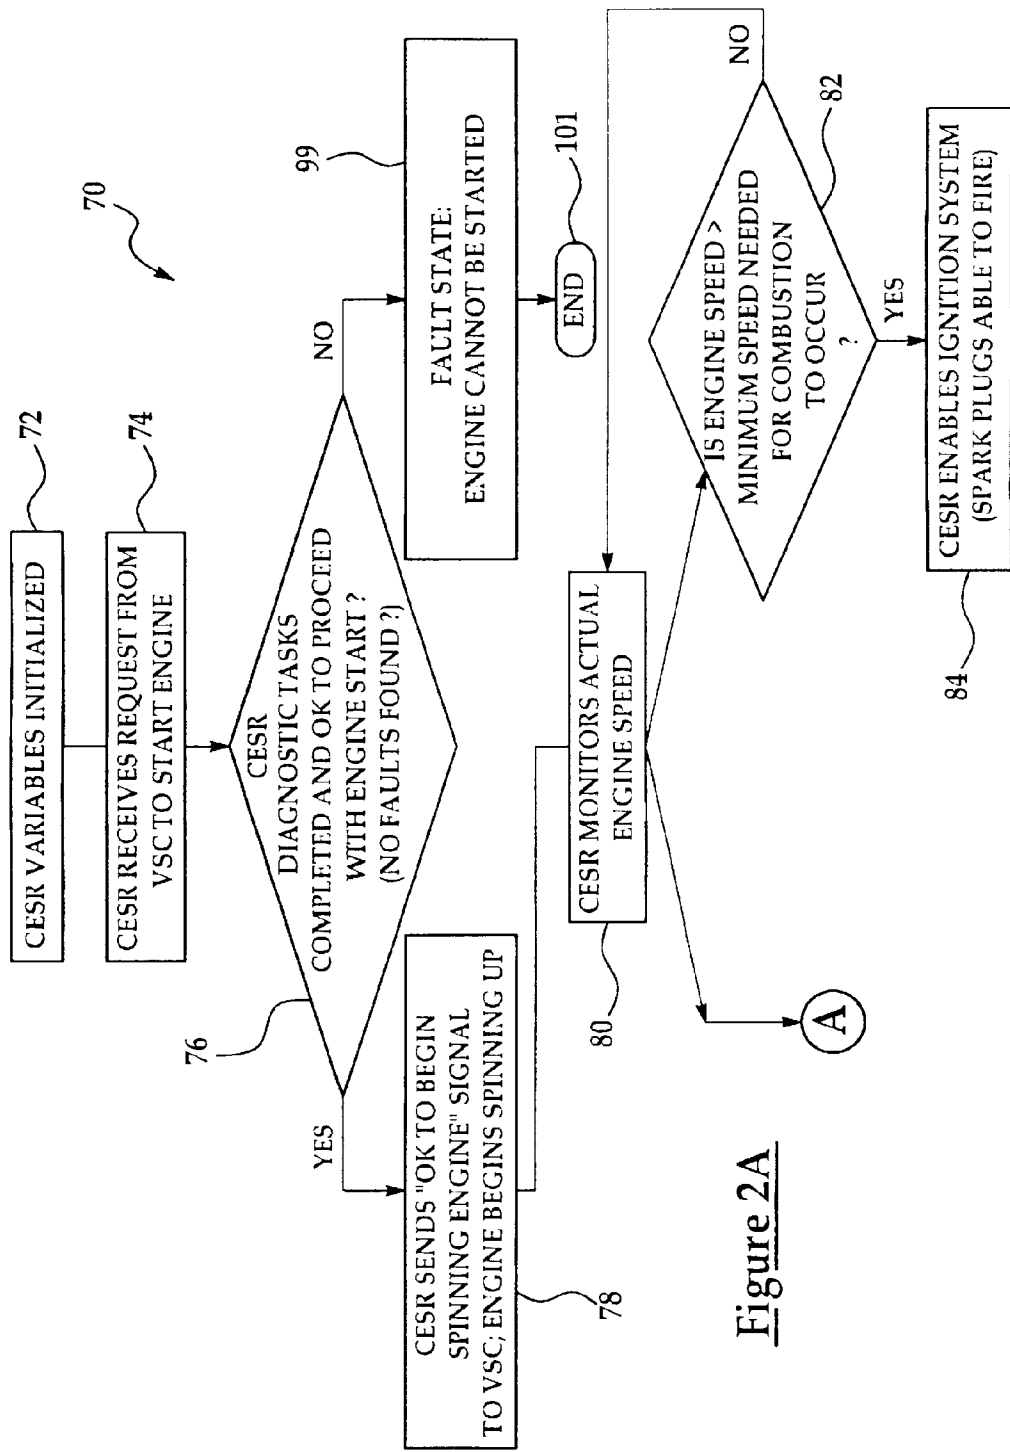 70
CESR VARIABLES INITIALIZED
72
CESR RECEIVES REQUEST FROM
VSC TO START ENGINE
74
CESR
DIAGNOSTIC TASKS
COMPLETED AND OK TO PROCEED
WITH ENGINE START ?
(NO FAULTS FOUND ?)
76
YES
NO
CESR SENDS "OK TO BEGIN
SPINNING ENGINE" SIGNAL
TO VSC; ENGINE BEGINS SPINNING UP
78
FAULT STATE:
ENGINE CANNOT BE STARTED
99
END
101
CESR MONITORS ACTUAL
ENGINE SPEED
80
A
IS ENGINE SPEED >
MINIMUM SPEED NEEDED
FOR COMBUSTION
TO OCCUR
?
82
NO
YES
CESR ENABLES IGNITION SYSTEM
(SPARK PLUGS ABLE TO FIRE)
84
Figure 2A